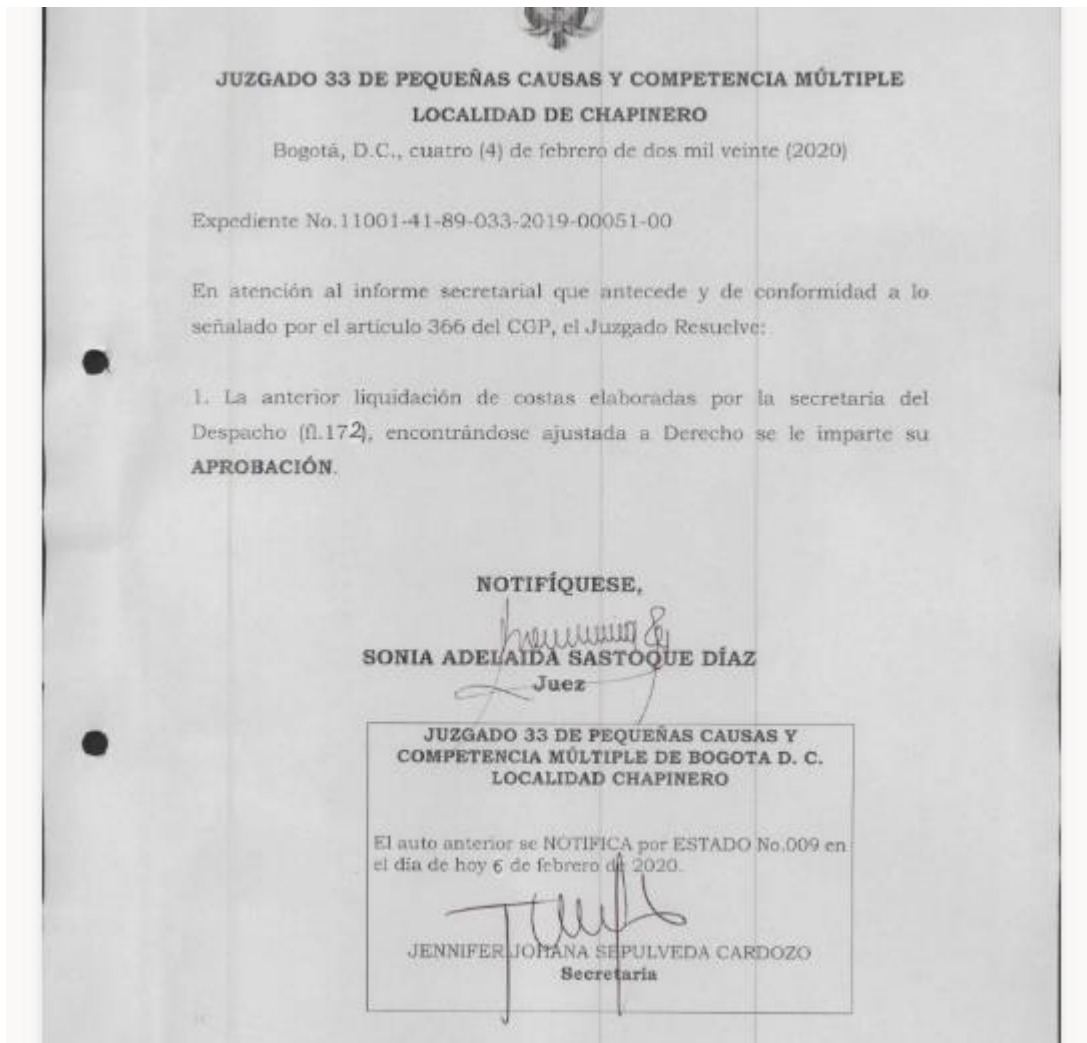 JUZGADO 33 DE PEQUEÑAS CAUSAS Y COMPETENCIA MÚLTIPLE
LOCALIDAD DE CHAPINERO
Bogotá, D.C., cuatro (4) de febrero de dos mil veinte (2020)
Expediente No.11001-41-89-033-2019-00051-00
En atención al informe secretarial que antecede y de conformidad a lo
señalado por el artículo 366 del CGP, el Juzgado Resuelve:
1. La anterior liquidación de costas elaboradas por la secretaria del
Despacho (fl.172), encontrándose ajustada a Derecho se le imparte su
APROBACIÓN.
NOTIFÍQUESE,
SONIA ADELAIDA SASTOQUE DÍAZ
Juez
JUZGADO 33 DE PEQUEÑAS CAUSAS Y
COMPETENCIA MÚLTIPLE DE BOGOTA D. C.
LOCALIDAD CHAPINERO
El auto anterior se NOTIFICA por ESTADO No.009 en
el día de hoy 6 de febrero de 2020.
JENNIFER JOHANA SEPULVEDA CARDOZO
Secretaria